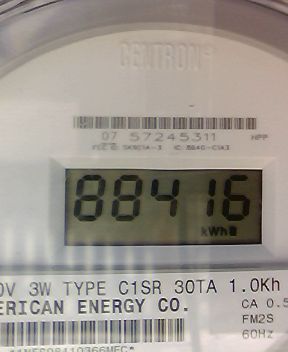 CENTRON®
07 57245311
88416
kWh
0V 3W TYPE C1SR 30TA 1.0Kh
ERICAN ENERGY CO.
CA 0.5
FM2S
60Hz